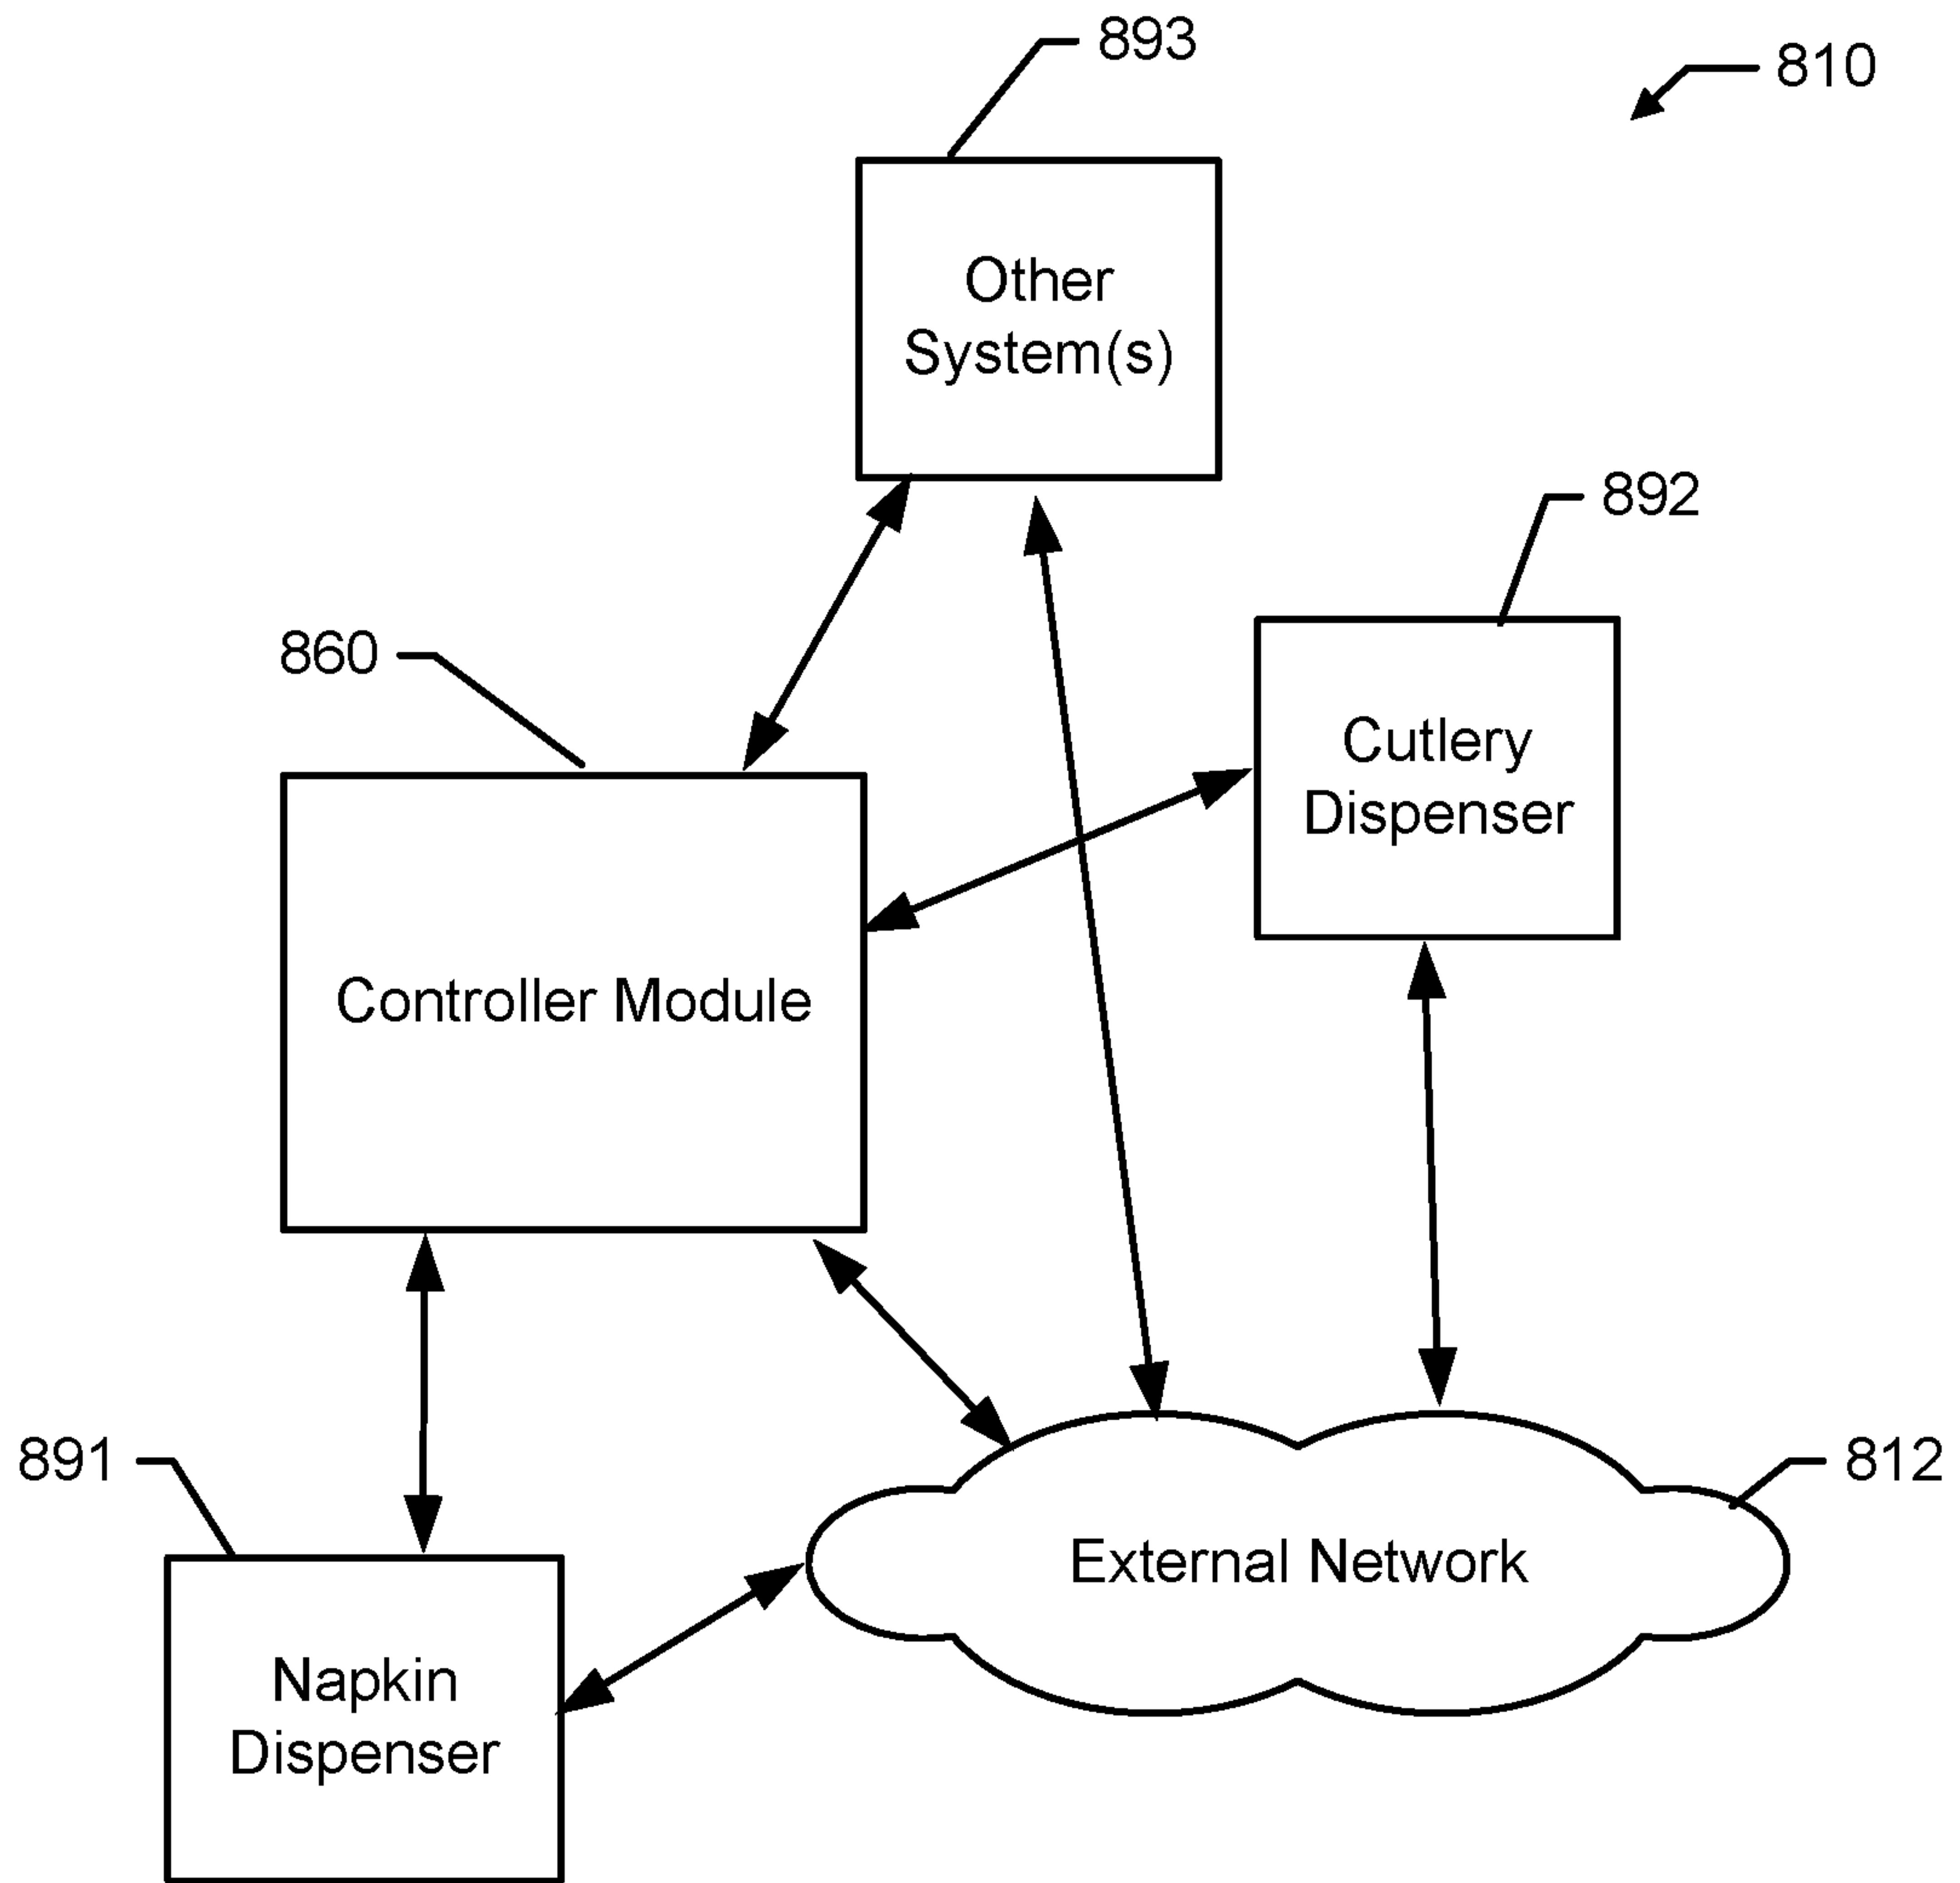 893
810
Other
System(s)
892
860
Cutlery
Dispenser
Controller Module
891
812
External Network
Napkin
Dispenser